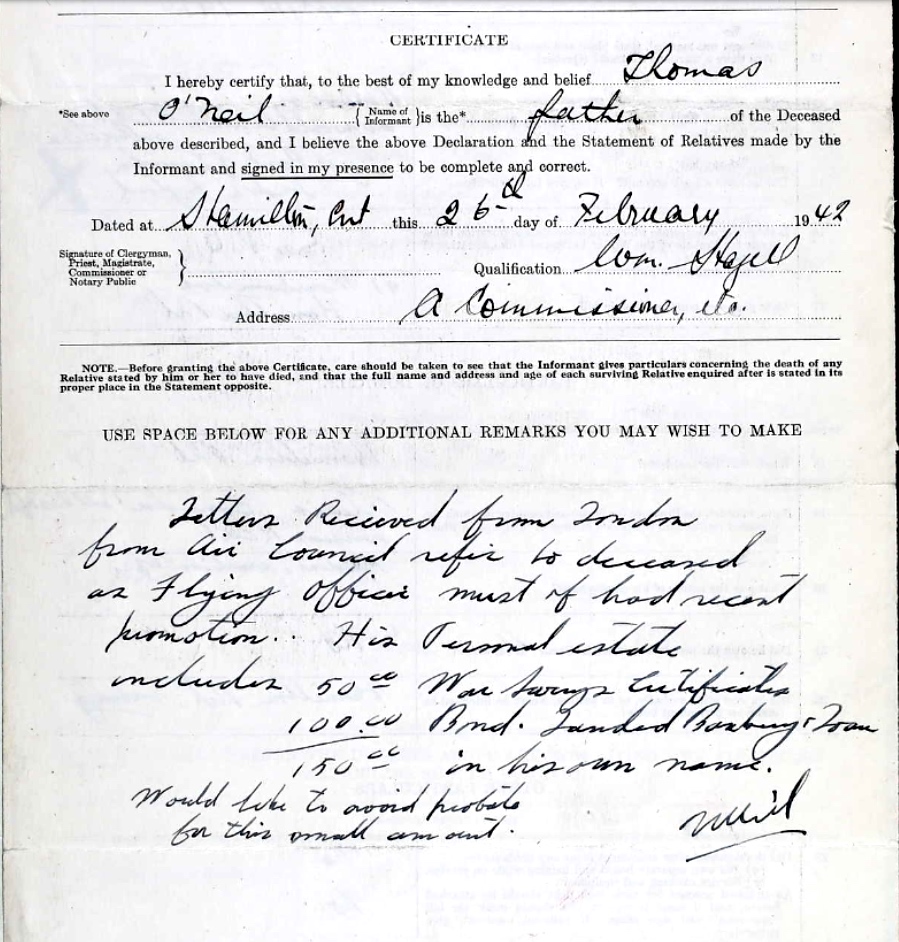 CERTIFICATE
I hereby certify that, to the best of my knowledge and belief Thomas
*See above O'Neil { Name of Informant } is the* father of the Deceased
above described, and I believe the above Declaration and the Statement of Relatives made by the
Informant and signed in my presence to be complete and correct.
Dated at Hamilton, Ont this 26th day of February 1942
Signature of Clergyman,
Priest, Magistrate,
Commissioner or
Notary Public } Qualification Wm.
Address A Commissioner, etc.
NOTE.—Before granting the above Certificate, care should be taken to see that the Informant gives particulars concerning the death of any
Relative stated by him or her to have died, and that the full name and address and age of each surviving Relative enquired after is stated in its
proper place in the Statement opposite.
USE SPACE BELOW FOR ANY ADDITIONAL REMARKS YOU MAY WISH TO MAKE
Letters Recieved from London
from Air Council refer to deceased
as Flying Officer must of had recent
promotion.. His Personal estate
includes 50.00 War Savings Certificates
100.00 Bond. Landed Banking & Loan
150.00 in his own name.
Would like to avoid probate
for this small amount.